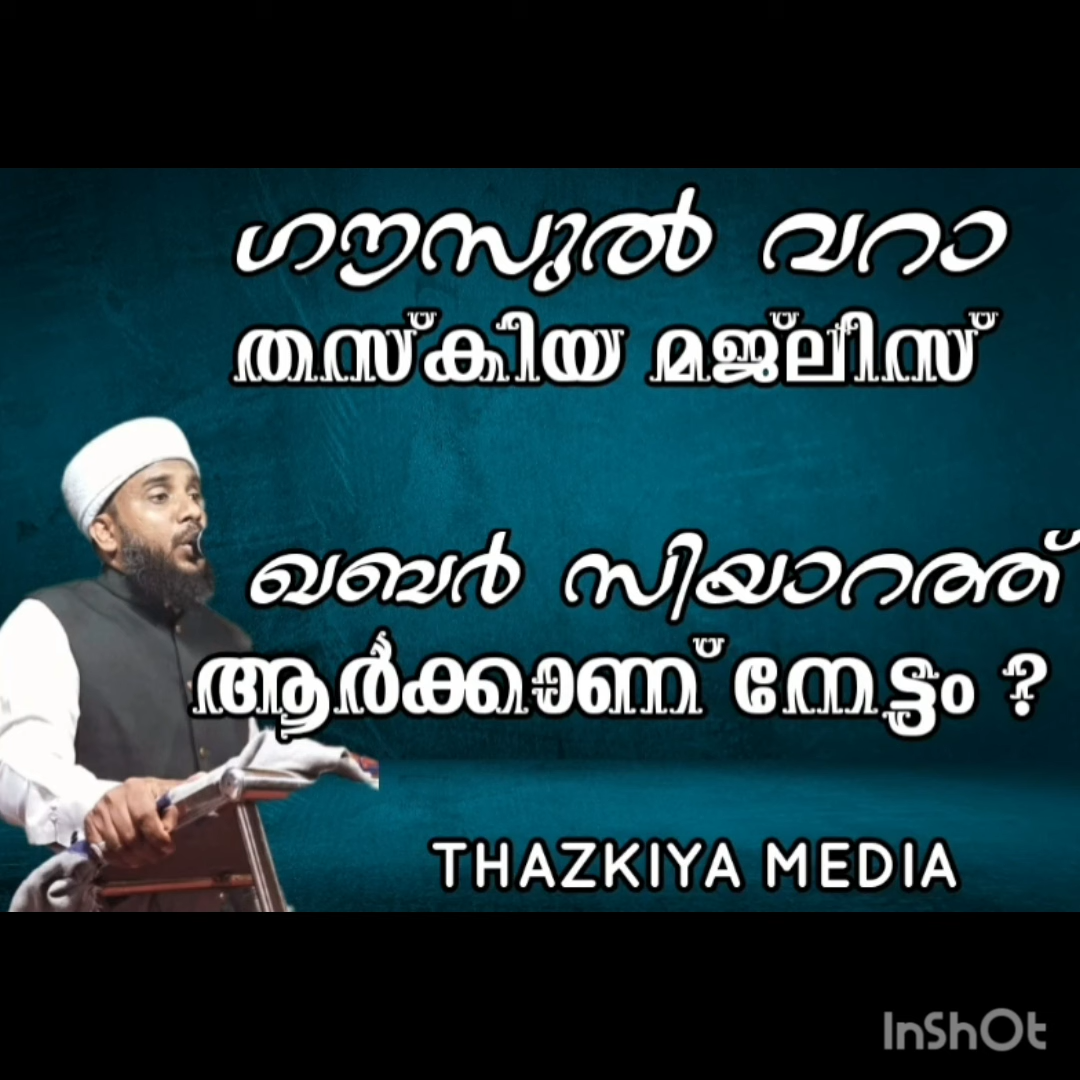 ഗൗസുൽ വറാ
തസ്കിയ മജ്ലിസ്
ഖബർ സിയാറത്ത്
ആർക്കാണ് നേട്ടം ?
THAZKIYA MEDIA
InShOt